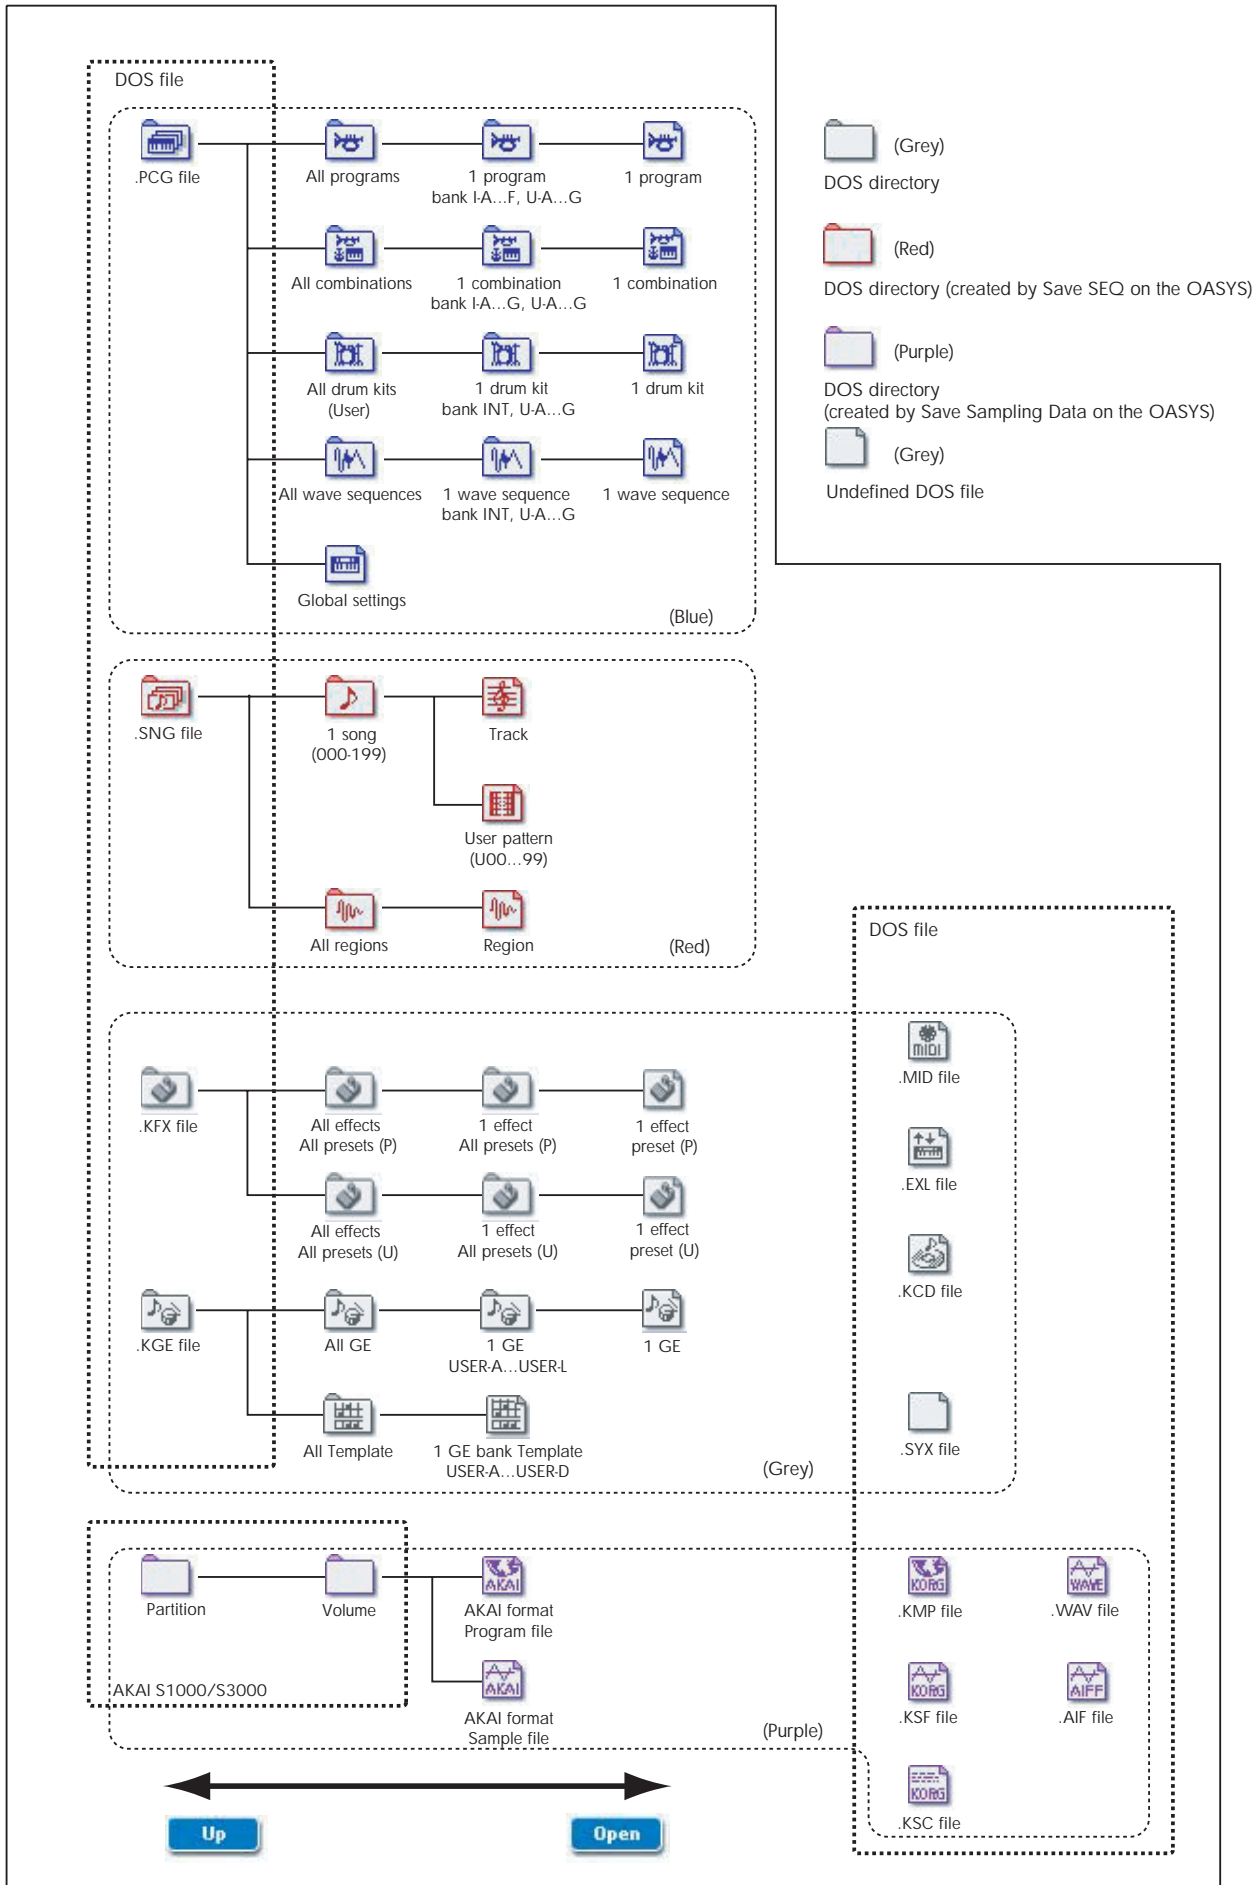 DOS file
.PCG file
All programs
1 program
bank I-A...F, U-A...G
1 program
All combinations
1 combination
bank I-A...G, U-A...G
1 combination
All drum kits
(User)
1 drum kit
bank INT, U-A...G
1 drum kit
All wave sequences
1 wave sequence
bank INT, U-A...G
1 wave sequence
Global settings
(Blue)
(Grey)
DOS directory
(Red)
DOS directory (created by Save SEQ on the OASYS)
(Purple)
DOS directory
(created by Save Sampling Data on the OASYS)
(Grey)
Undefined DOS file
.SNG file
1 song
(000-199)
Track
User pattern
(U00...99)
All regions
Region
(Red)
DOS file
.KFX file
All effects
All presets (P)
1 effect
All presets (P)
1 effect
preset (P)
All effects
All presets (U)
1 effect
All presets (U)
1 effect
preset (U)
.KGE file
All GE
1 GE
USER-A...USER-L
1 GE
All Template
1 GE bank Template
USER-A...USER-D
(Grey)
MIDI
.MID file
.EXL file
.KCD file
.SYX file
Partition
Volume
AKAI S1000/S3000
AKAI
AKAI format
Program file
AKAI
AKAI format
Sample file
(Purple)
KORG
.KMP file
WAVE
.WAV file
KORG
.KSF file
AIFF
.AIF file
KORG
.KSC file
Up
Open